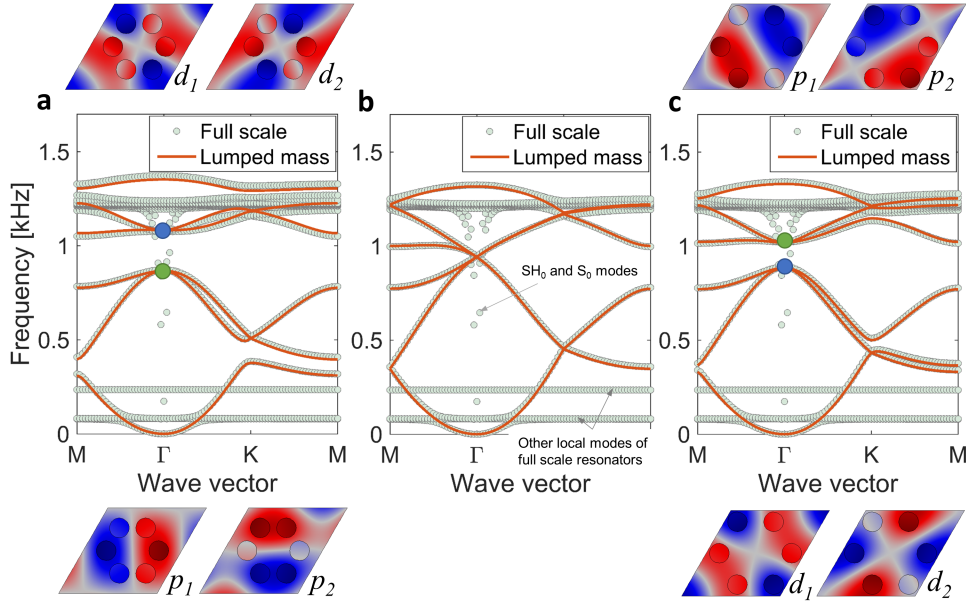 d1
d2
p1
p2
a
b
c
Full scale
Lumped mass
Full scale
Lumped mass
Full scale
Lumped mass
Frequency [kHz]
1.5
1
0.5
0
1.5
1
0.5
0
1.5
1
0.5
0
SH0 and S0 modes
Other local modes of
full scale resonators
M Γ K M
M Γ K M
M Γ K M
Wave vector
Wave vector
Wave vector
p1
p2
d1
d2